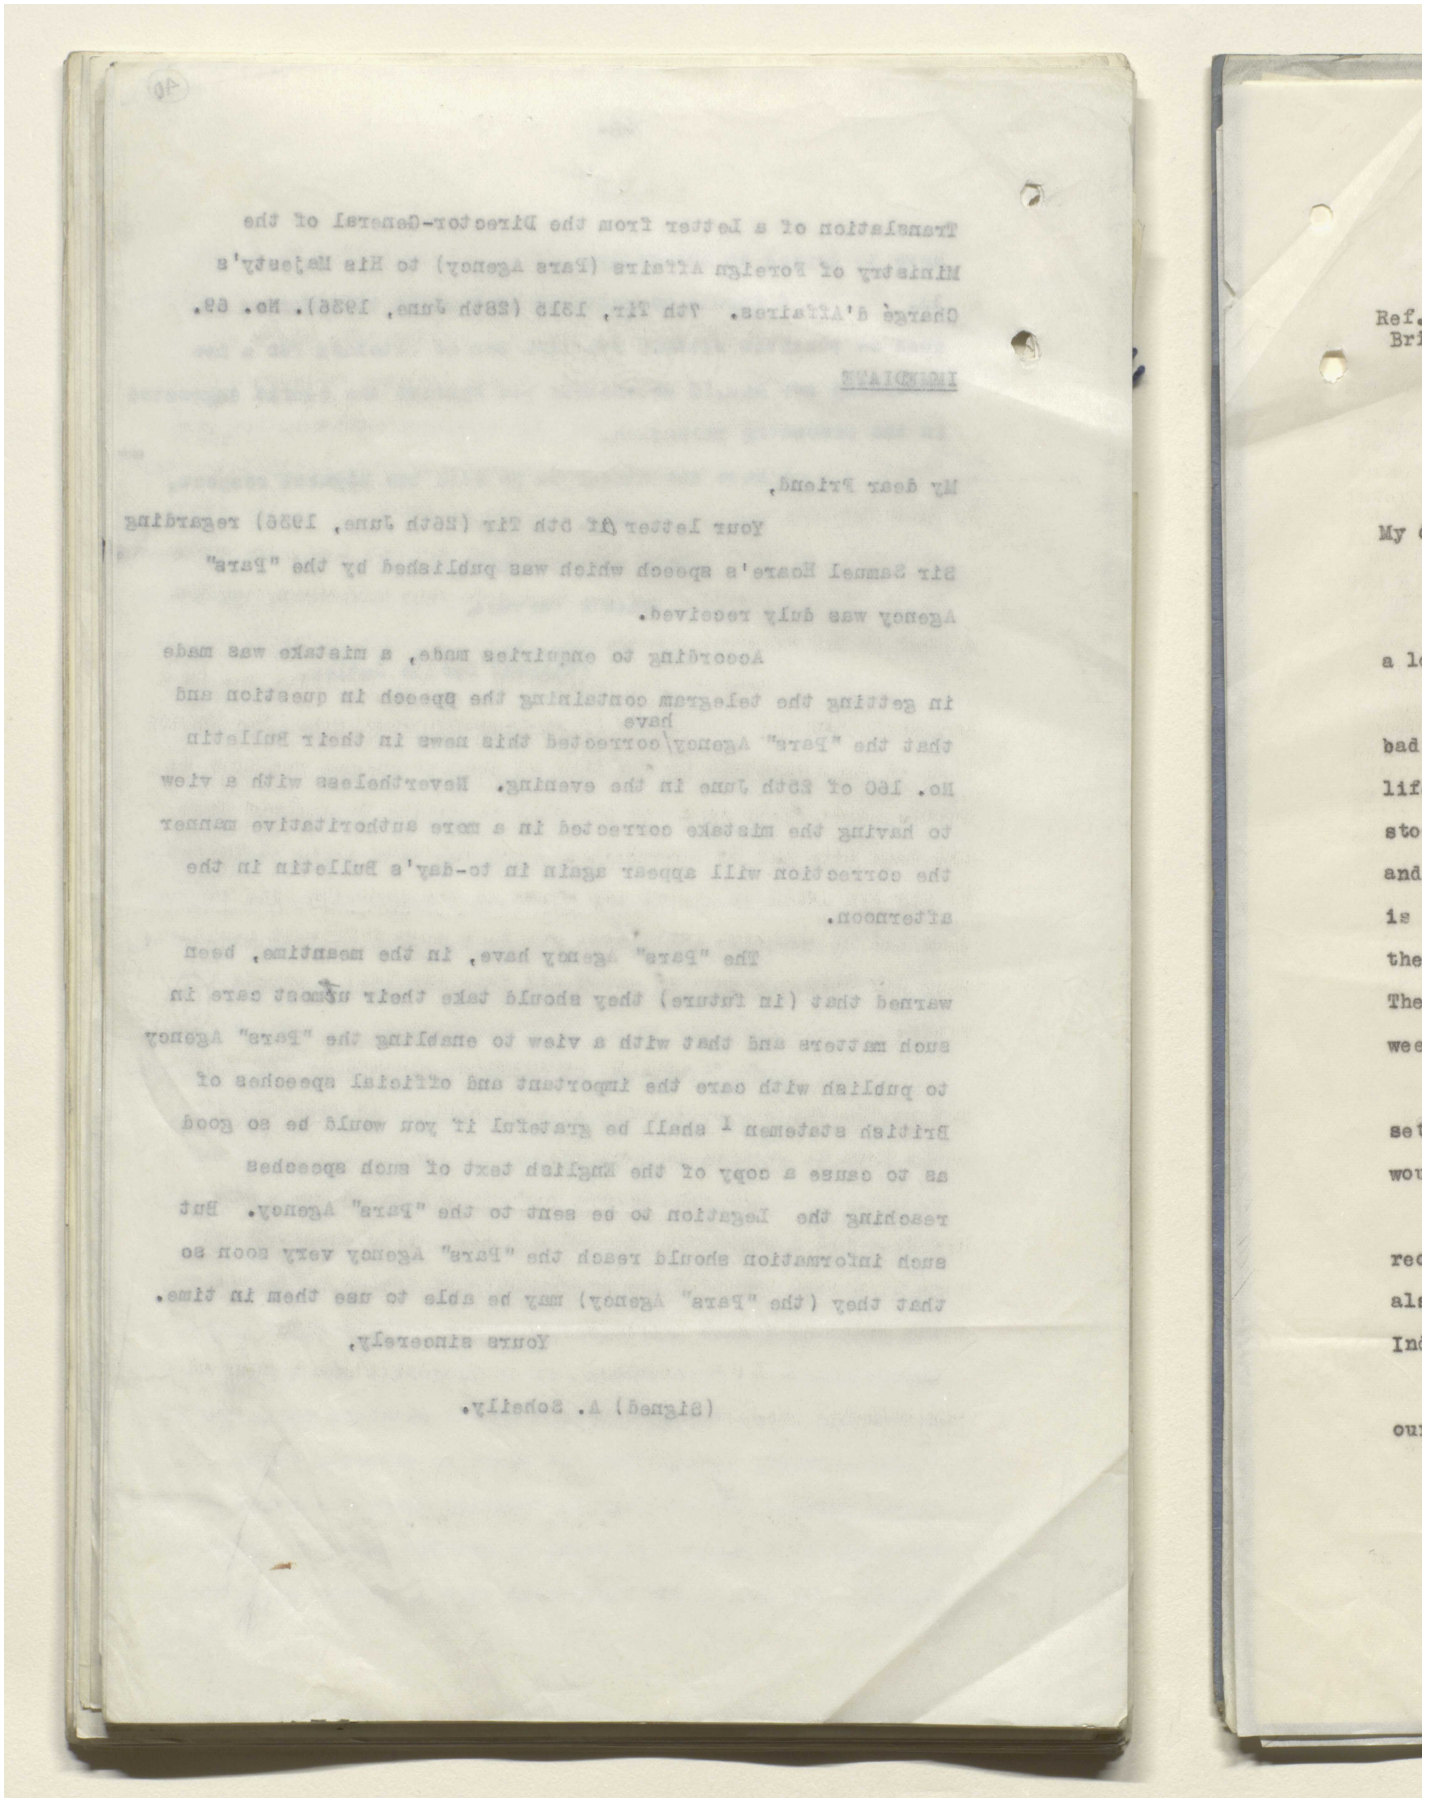 40
Translation of a Letter from the Director-General of the
Ministry of Foreign Affairs (Pars Agency) to His Majesty's
Chargé d'Affaires. 7th Tir, 1315 (28th June, 1936). No. 69.
IMMEDIATE
My dear Friend,
Your letter of 5th Tir (26th June, 1936) regarding
Sir Samuel Hoare's speech which was published by the "Pars"
Agency was duly received.
According to enquiries made, a mistake was made
in getting the telegram containing the speech in question and
have
that the "Pars" Agency/corrected this news in their Bulletin
No. 160 of 25th June in the evening. Nevertheless with a view
to having the mistake corrected in a more authoritative manner
the correction will appear again in to-day's Bulletin in the
afternoon.
The "Pars" Agency have, in the meantime, been
warned that (in future) they should take their utmost care in
such matters and that with a view to enabling the "Pars" Agency
to publish with care the important and official speeches of
British statemen I shall be grateful if you would be so good
as to cause a copy of the English text of such speeches
reaching the Legation to be sent to the "Pars" Agency. But
such information should reach the "Pars" Agency very soon so
that they (the "Pars" Agency) may be able to use them in time.
Yours sincerely,
(Signed) A. Soheily.
Ref.
Bri
My
a lo
bad
lif
sto
and
is
the
The
wee
set
wou
rec
als
Ind
our